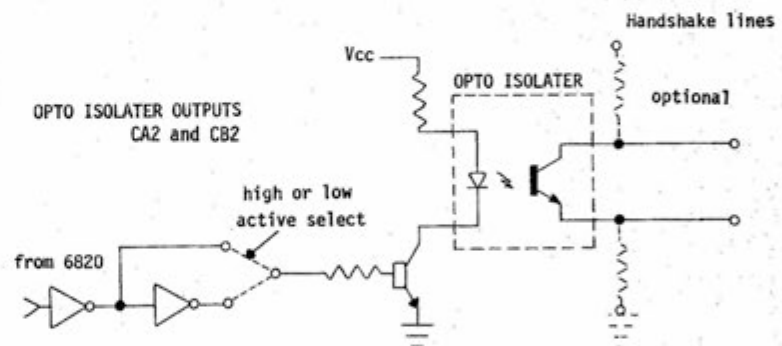 Handshake lines
Vcc
OPTO ISOLATER
optional
OPTO ISOLATER OUTPUTS
CA2 and CB2
high or low
active select
from 6820